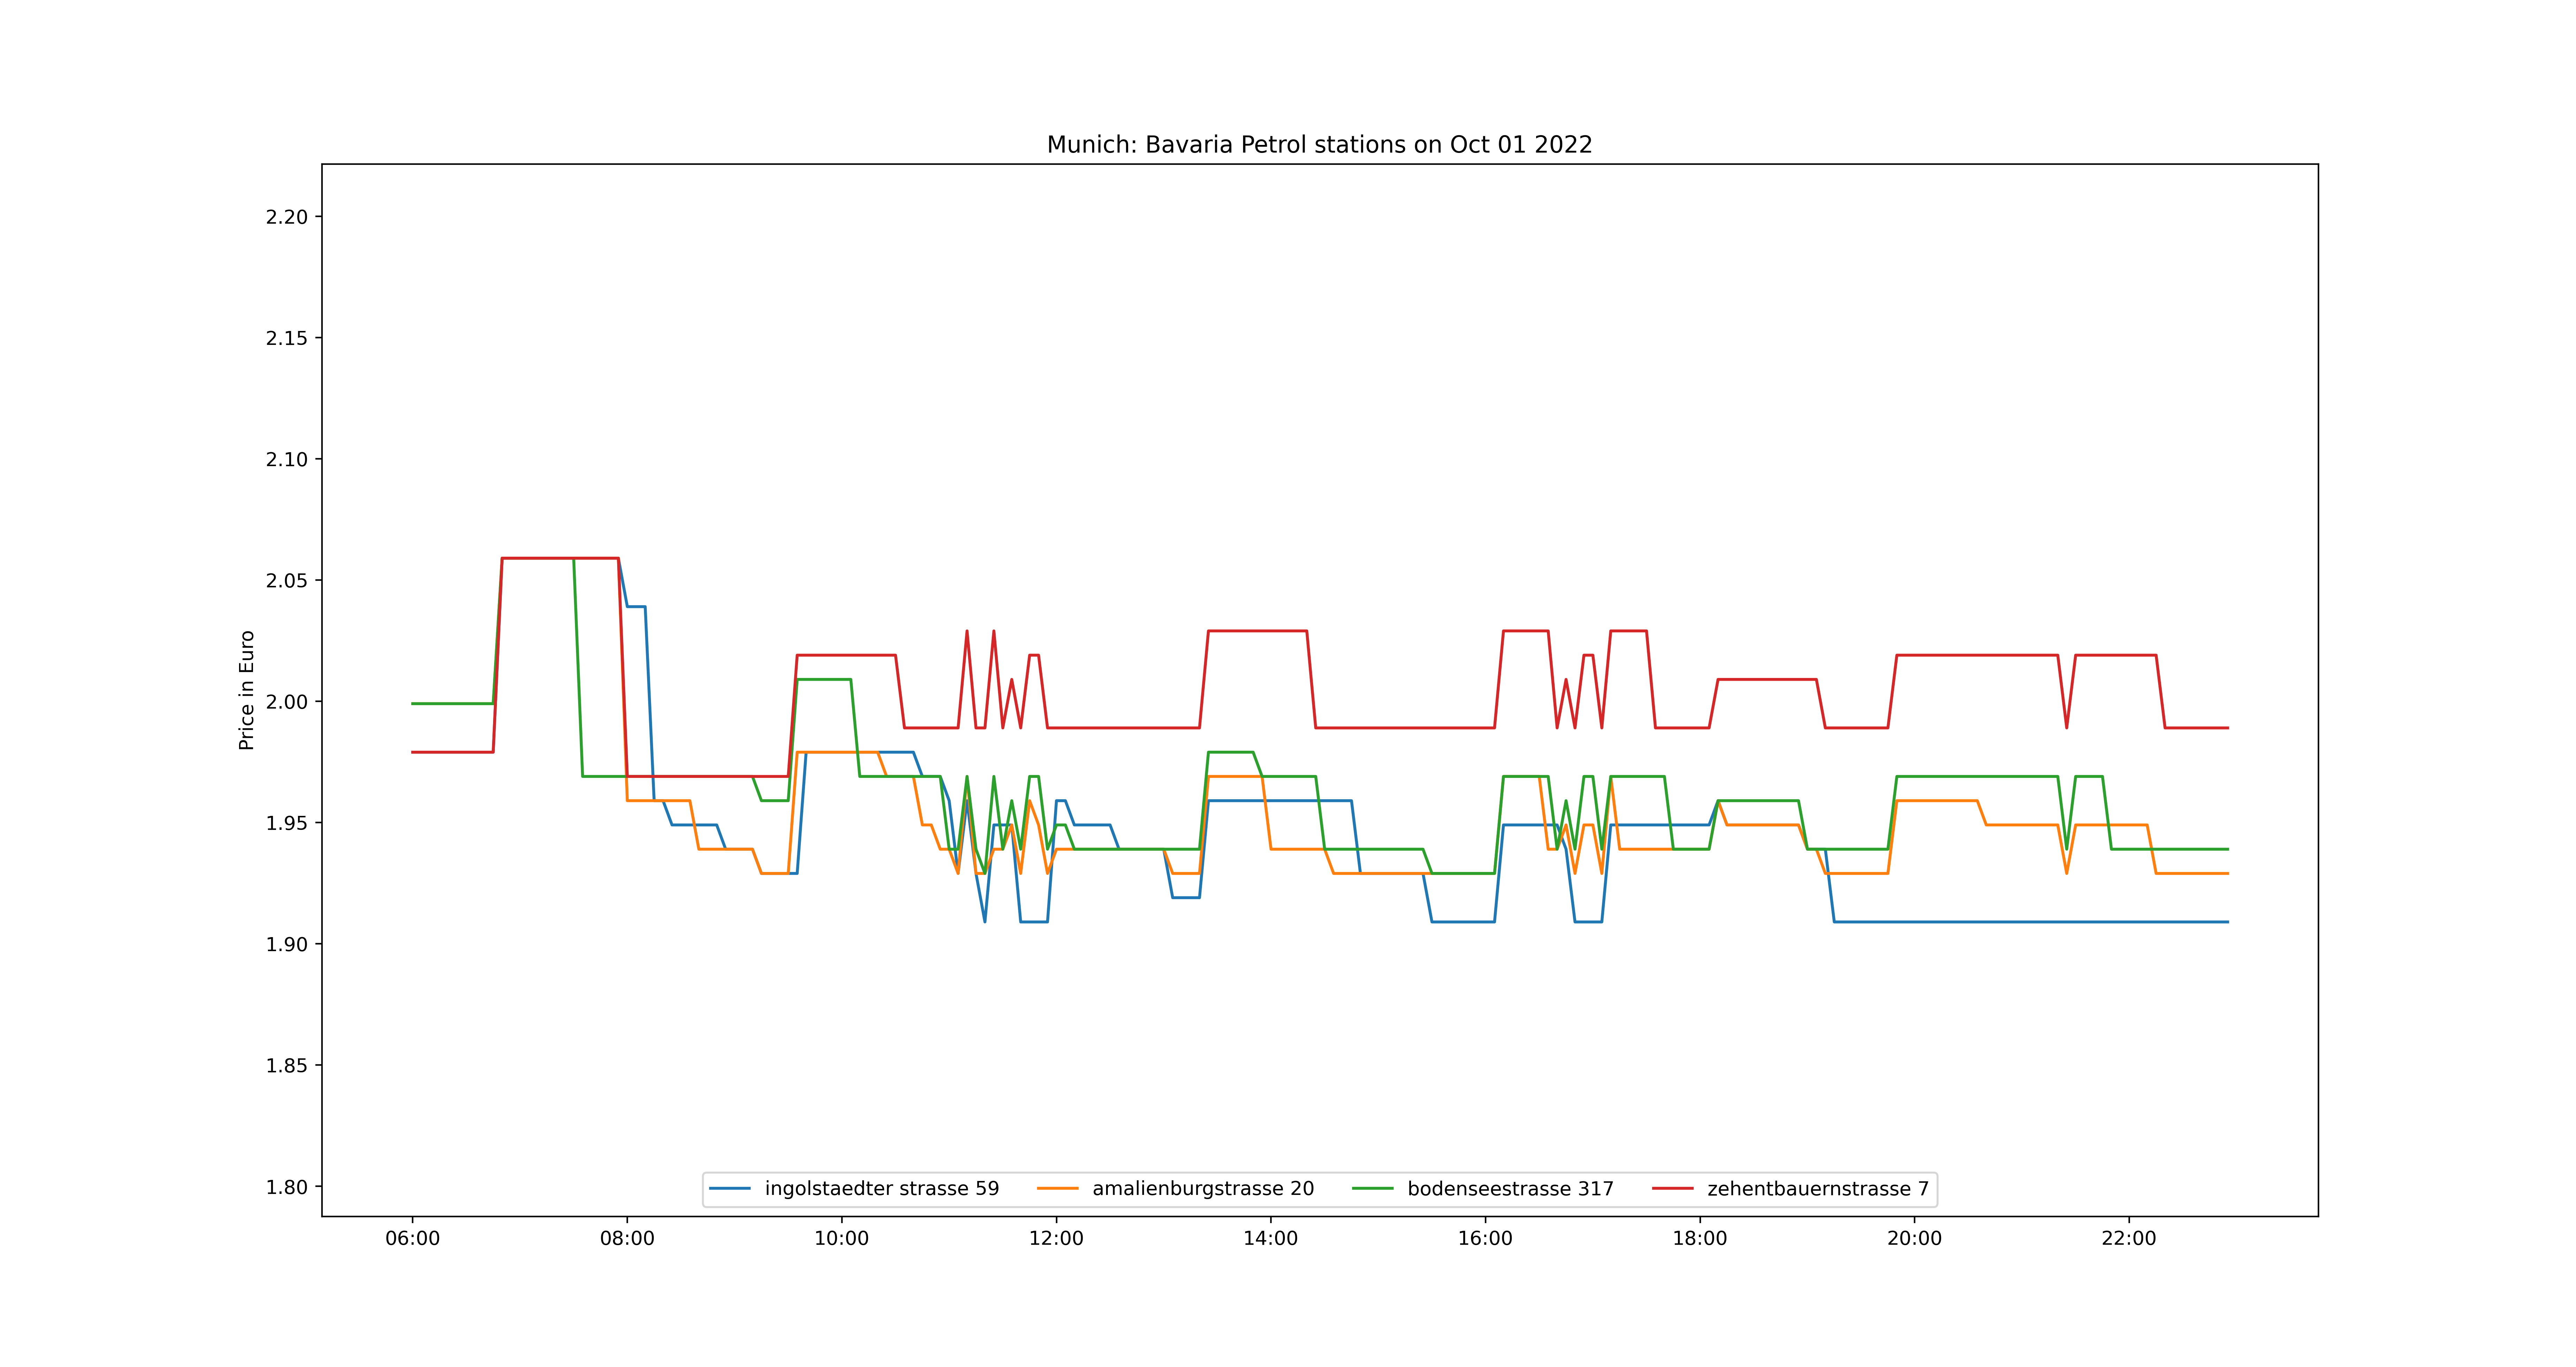 Munich: Bavaria Petrol stations on Oct 01 2022
Price in Euro
2.20
2.15
2.10
2.05
2.00
1.95
1.90
1.85
1.80
ingolstaedter strasse 59 amalienburgstrasse 20 bodenseestrasse 317 zehentbauernstrasse 7
06:00 08:00 10:00 12:00 14:00 16:00 18:00 20:00 22:00